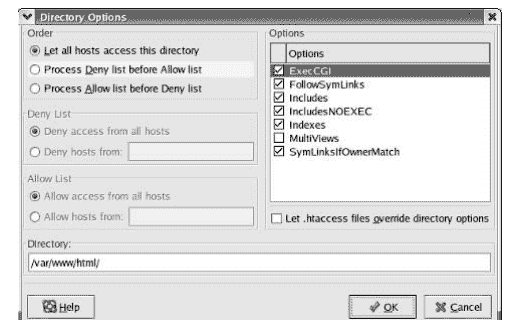 Directory Options
Order
Let all hosts access this directory
Process Deny list before Allow list
Process Allow list before Deny list
Deny List
Deny access from all hosts
Deny hosts from:
Allow List
Allow access from all hosts
Allow hosts from:
Options
Options
ExecCGI
FollowSymLinks
Includes
IncludesNOEXEC
Indexes
MultiViews
SymLinksIfOwnerMatch
Let .htaccess files override directory options
Directory:
/var/www/html/
Help
OK
Cancel